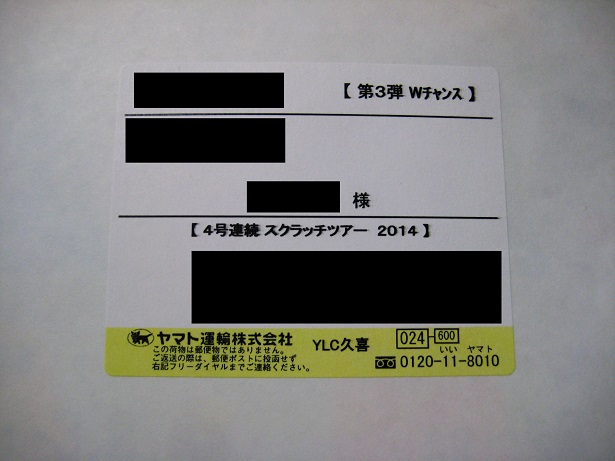 【 第3弾 Wチャンス 】
様
【 4号連続 スクラッチツアー 2014 】
ヤマト運輸株式会社 YLC久喜 024-600
この荷物は郵便物ではありません。
ご返送の際は、郵便ポストに投函せず
右記フリーダイヤルまでご連絡ください。
いい ヤマト
0120-11-8010